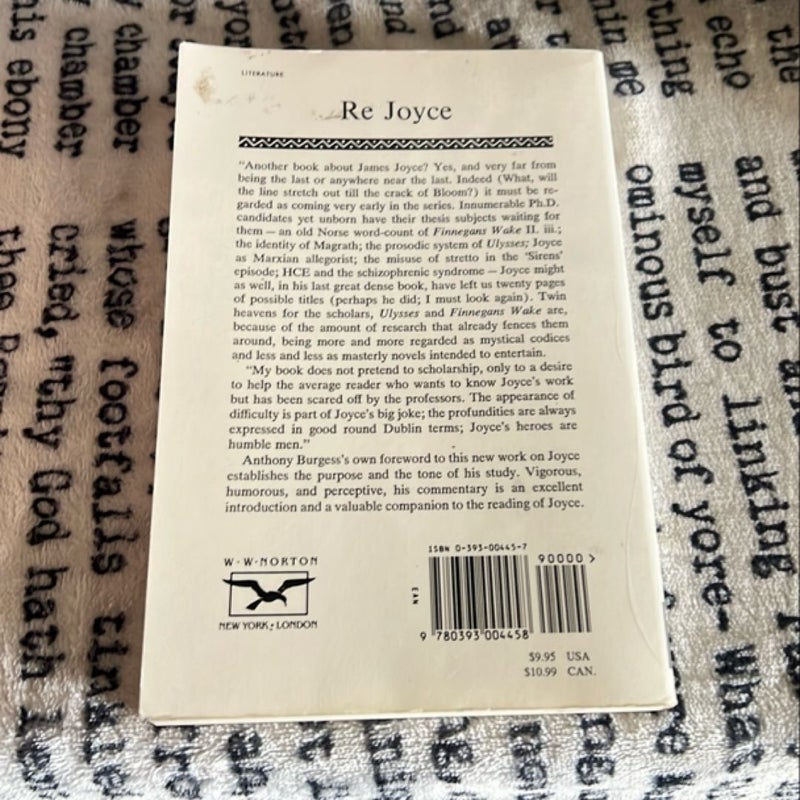 LITERATURE
Re Joyce
"Another book about James Joyce? Yes, and very far from
being the last or anywhere near the last. Indeed (What, will
the line stretch out till the crack of Bloom?) it must be re-
garded as coming very early in the series. Innumerable Ph.D.
candidates yet unborn have their thesis subjects waiting for
them — an old Norse word-count of Finnegans Wake II. iii.;
the identity of Magrath; the prosodic system of Ulysses; Joyce
as Marxian allegorist; the misuse of stretto in the 'Sirens'
episode; HCE and the schizophrenic syndrome — Joyce might
as well, in his last great dense book, have left us twenty pages
of possible titles (perhaps he did; I must look again). Twin
heavens for the scholars, Ulysses and Finnegans Wake are,
because of the amount of research that already fences them
around, being more and more regarded as mystical codices
and less and less as masterly novels intended to entertain.
"My book does not pretend to scholarship, only to a desire
to help the average reader who wants to know Joyce's work
but has been scared off by the professors. The appearance of
difficulty is part of Joyce's big joke; the profundities are always
expressed in good round Dublin terms; Joyce's heroes are
humble men."
Anthony Burgess's own foreword to this new work on Joyce
establishes the purpose and the tone of his study. Vigorous,
humorous, and perceptive, his commentary is an excellent
introduction and a valuable companion to the reading of Joyce.
W·W·NORTON
NEW YORK·LONDON
ISBN 0-393-00445-7
90000>
EAN
9 780393 004458
$9.95 USA
$10.99 CAN.
his ebony
chamber
chamber
whose footfalls tinkle
cried, "thy God hath
thee
echo
thing
in me
and bust and
myself to linking
ominous bird of yore- What